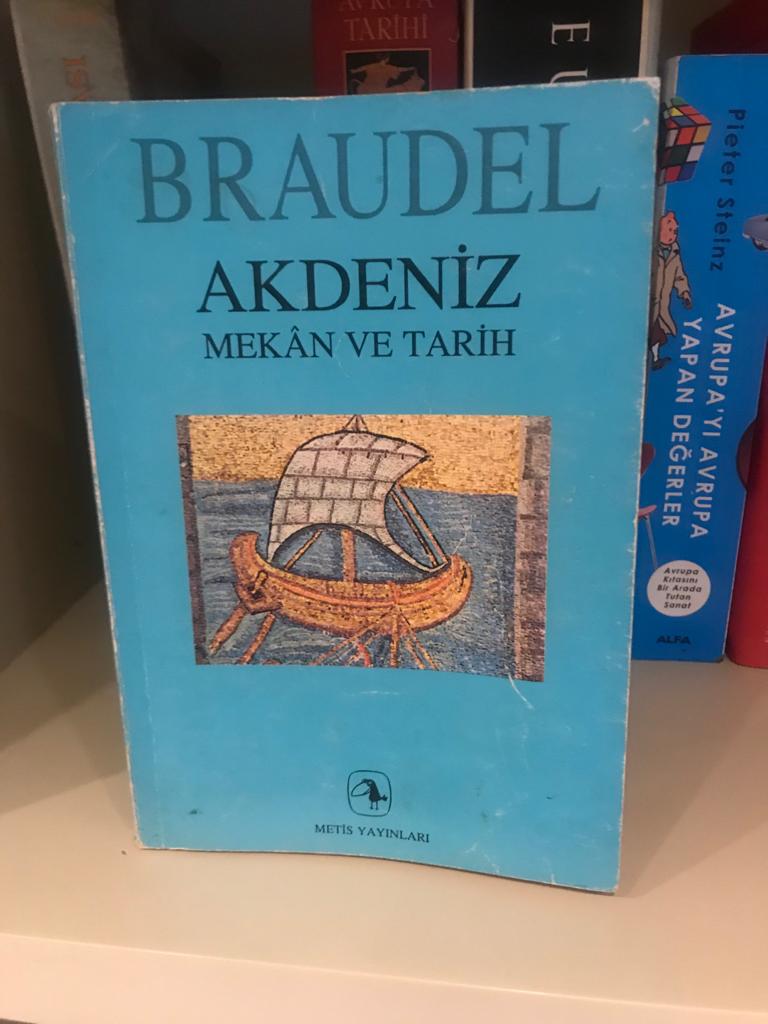 BRAUDEL
AKDENİZ
MEKÂN VE TARİH
METİS YAYINLARI
AVRUPA
TARİHİ
E U
Pieter Steinz
AVRUPA'YI AVRUPA
YAPAN DEĞERLER
Avrupa
Kıtasını
Bir Arada
Tutan
Sanat
ALFA